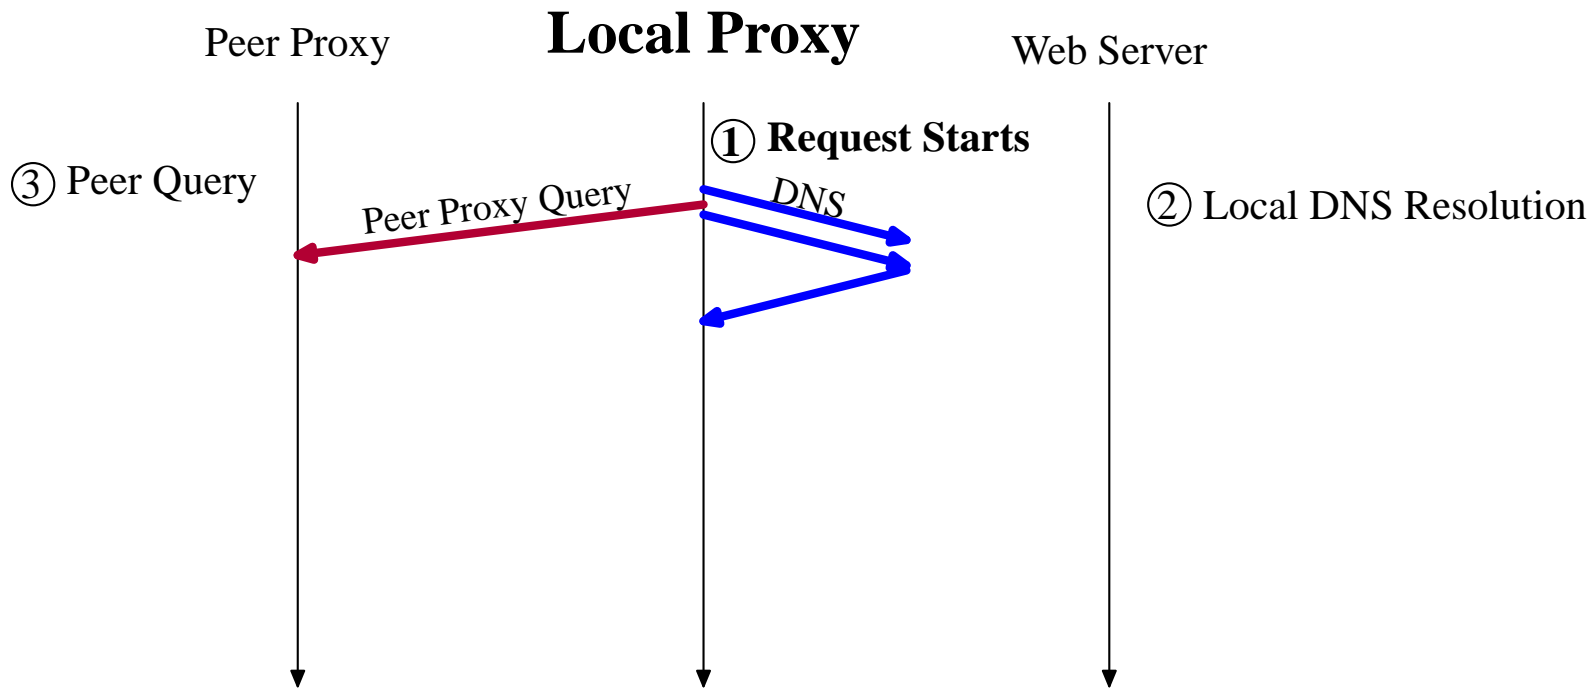 Peer Proxy
Local Proxy
Web Server
① Request Starts
③ Peer Query
Peer Proxy Query
DNS
② Local DNS Resolution